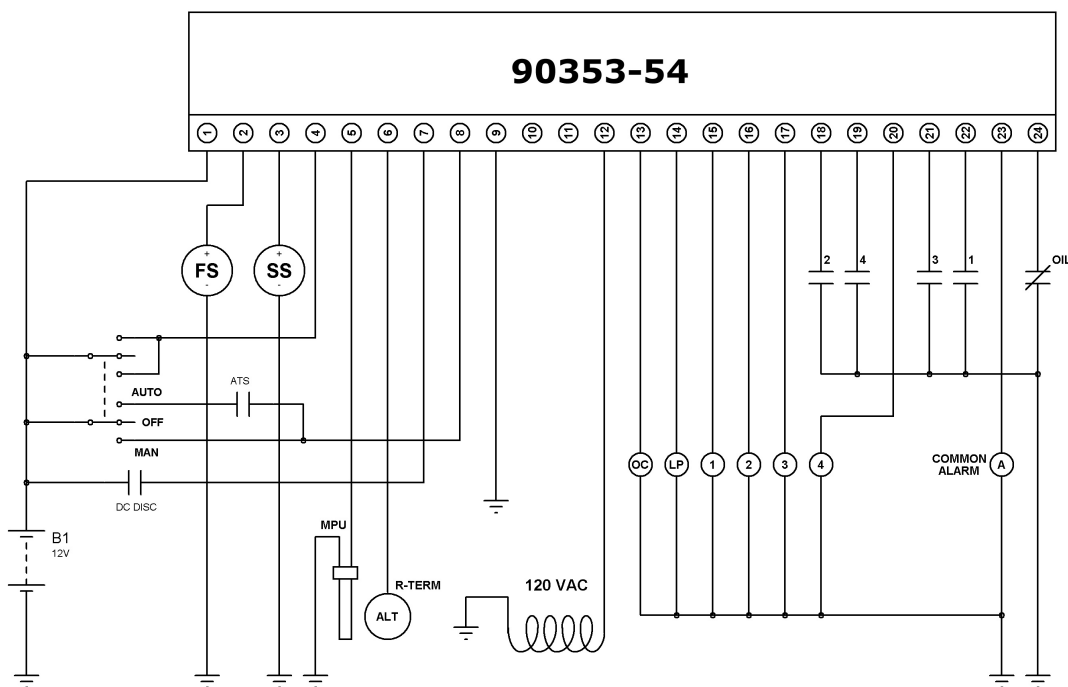 90353-54
1 2 3 4 5 6 7 8 9 10 11 12 13 14 15 16 17 18 19 20 21 22 23 24
+ +
FS SS
- -
2 4 3 1 OIL
ATS
AUTO
OFF
MAN
DC DISC
OC LP 1 2 3 4
COMMON
ALARM
A
B1
12V
MPU
R-TERM
ALT
120 VAC